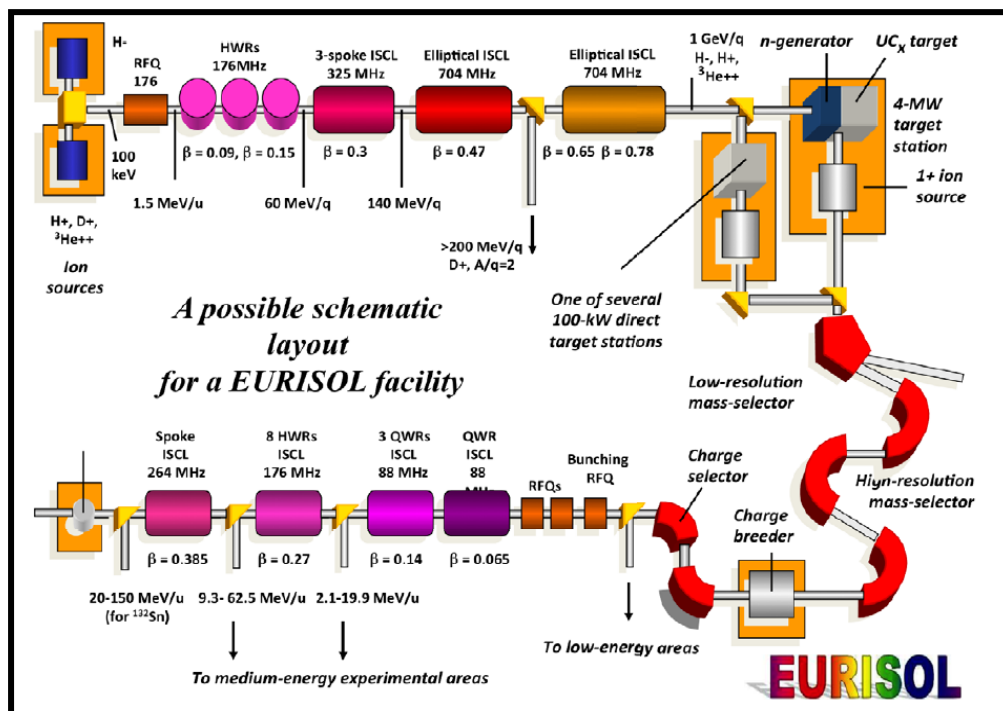 H-
RFQ
176
HWRs
176MHz
3-spoke ISCL
325 MHz
Elliptical ISCL
704 MHz
Elliptical ISCL
704 MHz
1 GeV/q
H-, H+,
³He++
n-generator
UCₓ target
4-MW
target
station
1+ ion
source
100
keV
β = 0.09, β = 0.15
β = 0.3
β = 0.47
β = 0.65 β = 0.78
1.5 MeV/u
60 MeV/q
140 MeV/q
H+, D+,
³He++
Ion
sources
>200 MeV/q
D+, A/q=2
One of several
100-kW direct
target stations
A possible schematic
layout
for a EURISOL facility
Low-resolution
mass-selector
High-resolution
mass-selector
Spoke
ISCL
264 MHz
8 HWRs
ISCL
176 MHz
3 QWRs
ISCL
88 MHz
QWR
ISCL
88
RFQs
Bunching
RFQ
Charge
selector
Charge
breeder
β = 0.385
β = 0.27
β = 0.14
β = 0.065
20-150 MeV/u
(for ¹³²Sn)
9.3- 62.5 MeV/u
2.1-19.9 MeV/u
To low-energy areas
To medium-energy experimental areas
EURISOL